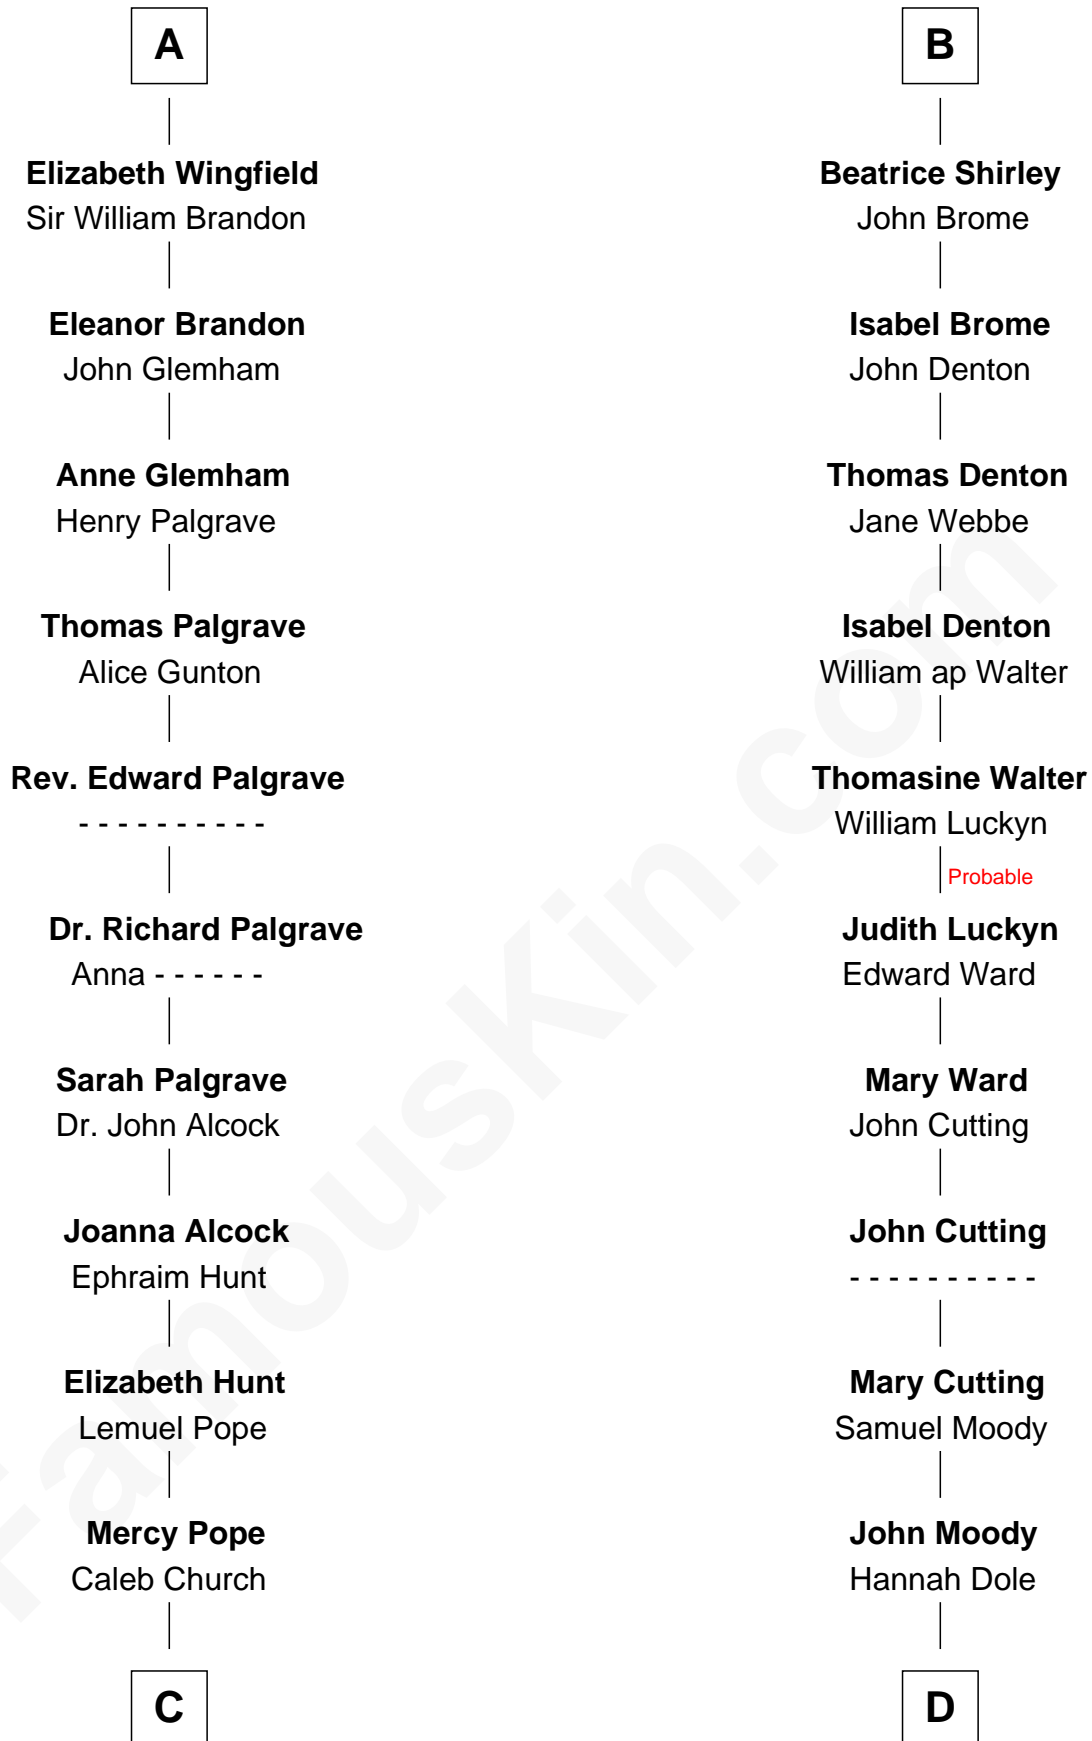 A
Elizabeth Wingfield
Sir William Brandon
Eleanor Brandon
John Glemham
Anne Glemham
Henry Palgrave
Thomas Palgrave
Alice Gunton
Rev. Edward Palgrave
- - - - - - - - - -
Dr. Richard Palgrave
Anna - - - - - -
Sarah Palgrave
Dr. John Alcock
Joanna Alcock
Ephraim Hunt
Elizabeth Hunt
Lemuel Pope
Mercy Pope
Caleb Church
C
B
Beatrice Shirley
John Brome
Isabel Brome
John Denton
Thomas Denton
Jane Webbe
Isabel Denton
William ap Walter
Thomasine Walter
William Luckyn
Probable
Judith Luckyn
Edward Ward
Mary Ward
John Cutting
John Cutting
- - - - - - - - - -
Mary Cutting
Samuel Moody
John Moody
Hannah Dole
D
FamousKin.com